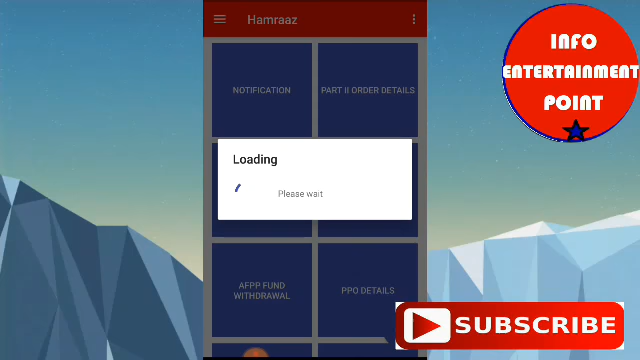 Hamraaz
INFO
ENTERTAINMENT
POINT
NOTIFICATION
PART II ORDER DETAILS
Loading
Please wait
AFPP FUND
WITHDRAWAL
PPO DETAILS
SUBSCRIBE